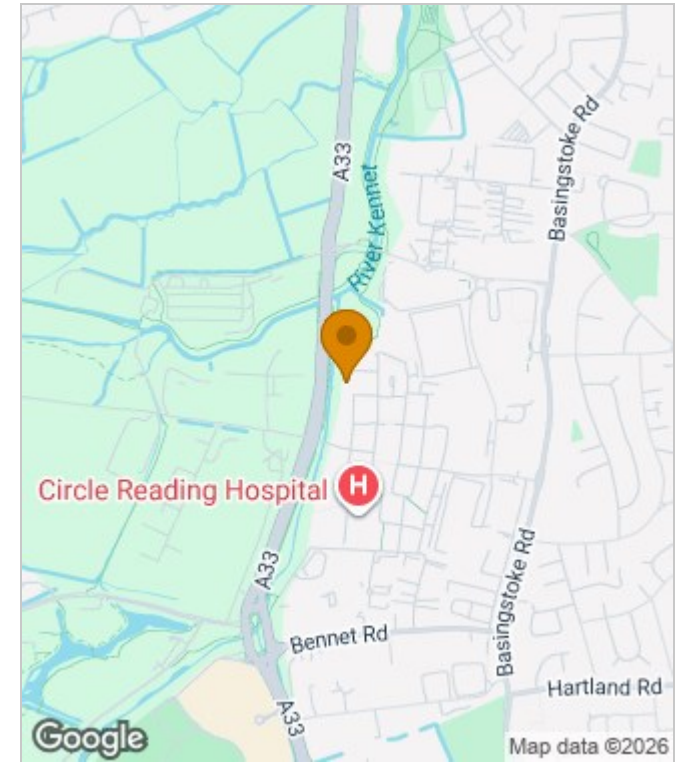 A33
River Kennet
Basingstoke Rd
Circle Reading Hospital H
A33
Bennet Rd
Basingstoke Rd
Hartland Rd
A33
Google
Map data ©2026